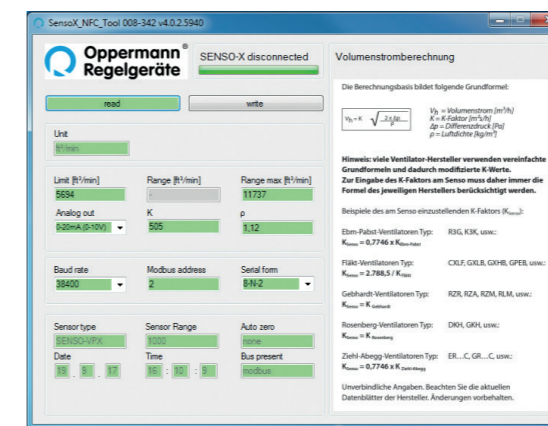 SensoX_NFC_Tool 008-342 v4.0.2.5940
Oppermann®
Regelgeräte
SENSO-X disconnected
read
write
Unit
ft³/min
Limit [ft³/min]
Range [ft³/min]
Range max [ft³/min]
5694
-
11737
Analog out
K
ρ
0-20mA (0-10V)
505
1,12
Baud rate
Modbus address
Serial form
38400
2
8-N-2
Sensor type
Sensor Range
Auto zero
SENSO-VPX
1000
none
Date
Time
Bus present
19 . 9 . 17
16 : 10 : 9
modbus
Volumenstromberechnung
Die Berechnungsbasis bildet folgende Grundformel:
Vh = K √ 2 x Δp / ρ
Vh = Volumenstrom [m³/h]
K = K-Faktor [m²s/h]
Δp = Differenzdruck [Pa]
ρ = Luftdichte [kg/m³]
Hinweis: viele Ventilator-Hersteller verwenden vereinfachte
Grundformeln und dadurch modifizierte K-Werte.
Zur Eingabe des K-Faktors am Senso muss daher immer die
Formel des jeweiligen Herstellers berücksichtigt werden.
Beispiele des am Senso einzustellenden K-Faktors (KSenso):
Ebm-Pabst-Ventilatoren Typ: R3G, K3K, usw.:
KSenso = 0,7746 x KEbm-Pabst
Fläkt-Ventilatoren Typ: CXLF, GXLB, GXHB, GPEB, usw.:
KSenso = 2.788,5 / KFläkt
Gebhardt-Ventilatoren Typ: RZR, RZA, RZM, RLM, usw.:
KSenso = K Gebhardt
Rosenberg-Ventilatoren Typ: DKH, GKH, usw.:
KSenso = K Rosenberg
Ziehl-Abegg-Ventilatoren Typ: ER…C, GR…C, usw.:
KSenso = 0,7746 x K Ziehl-Abegg
Unverbindliche Angaben. Beachten Sie die aktuellen
Datenblätter der Hersteller. Änderungen vorbehalten.